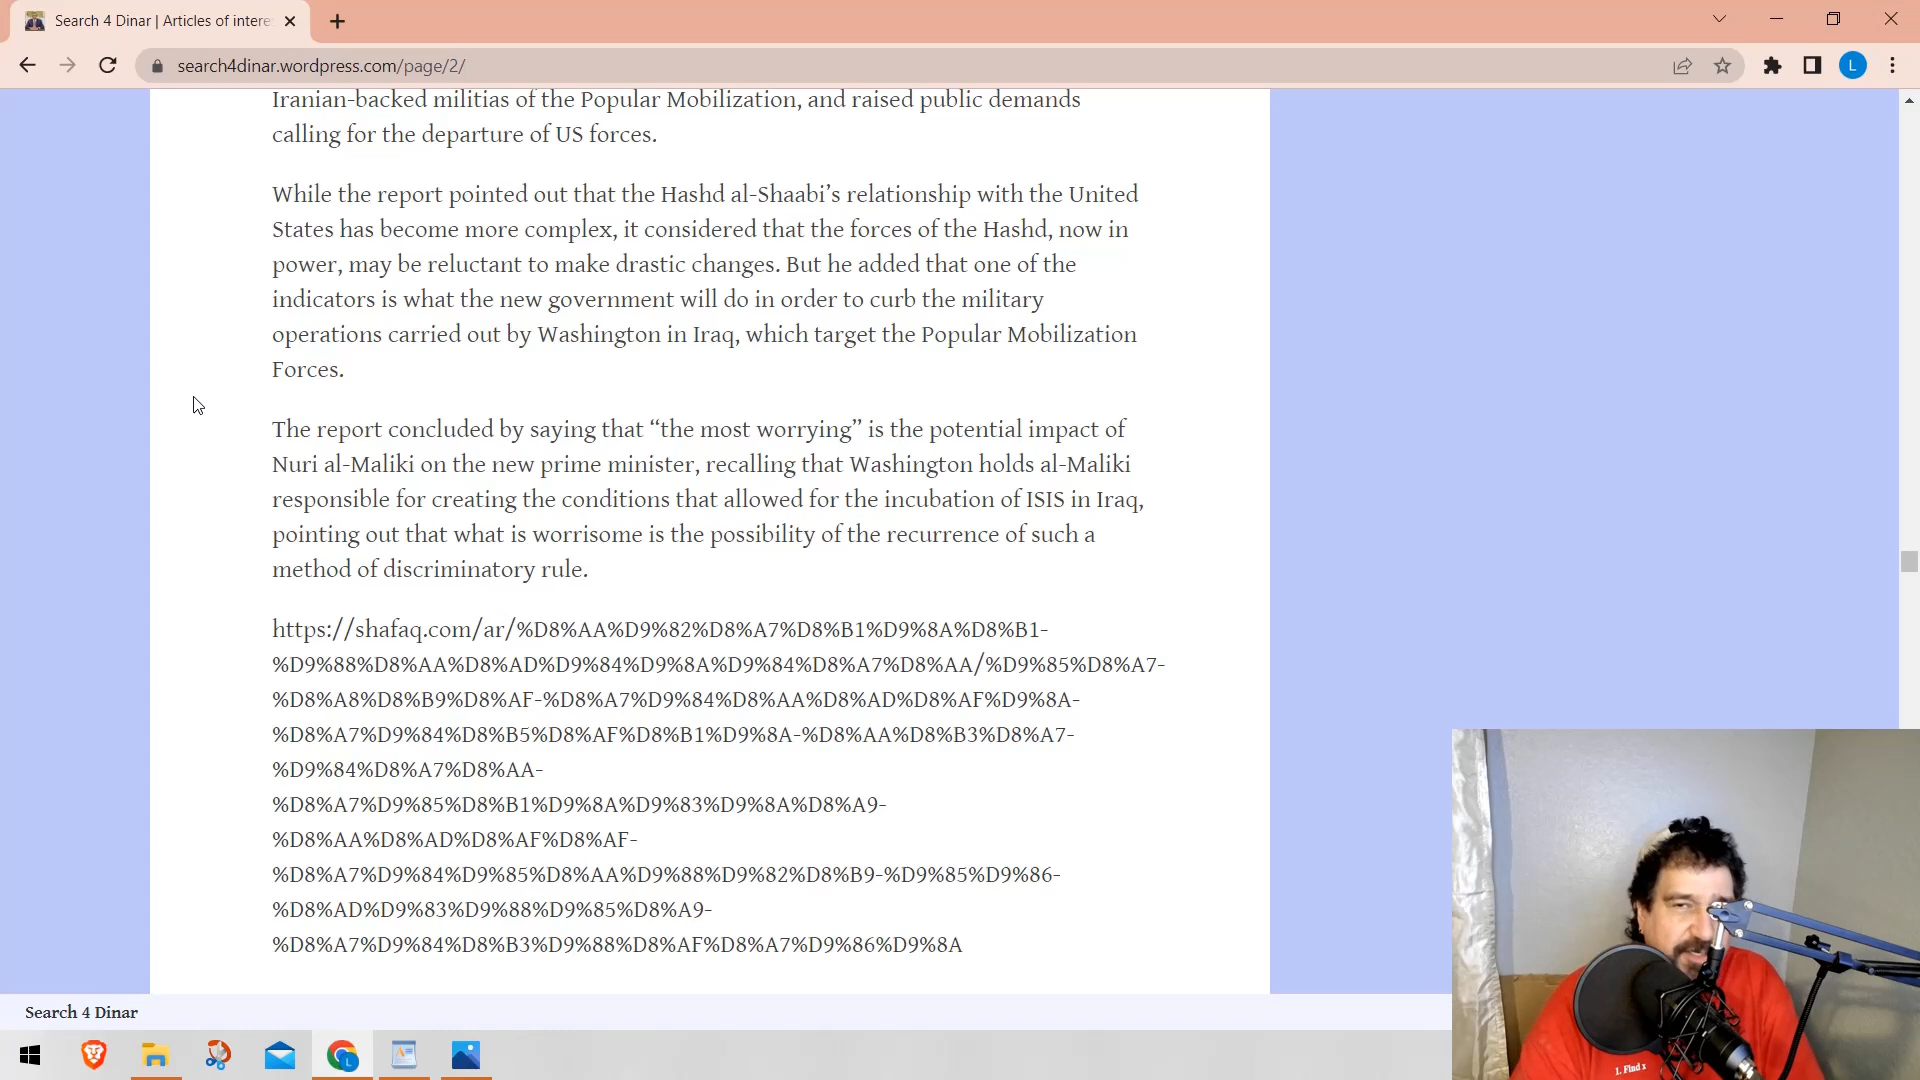 Search 4 Dinar | Articles of intere
search4dinar.wordpress.com/page/2/
L
Iranian-backed militias of the Popular Mobilization, and raised public demands
calling for the departure of US forces.
While the report pointed out that the Hashd al-Shaabi’s relationship with the United
States has become more complex, it considered that the forces of the Hashd, now in
power, may be reluctant to make drastic changes. But he added that one of the
indicators is what the new government will do in order to curb the military
operations carried out by Washington in Iraq, which target the Popular Mobilization
Forces.
The report concluded by saying that “the most worrying” is the potential impact of
Nuri al-Maliki on the new prime minister, recalling that Washington holds al-Maliki
responsible for creating the conditions that allowed for the incubation of ISIS in Iraq,
pointing out that what is worrisome is the possibility of the recurrence of such a
method of discriminatory rule.
https://shafaq.com/ar/%D8%AA%D9%82%D8%A7%D8%B1%D9%8A%D8%B1-
%D9%88%D8%AA%D8%AD%D9%84%D9%8A%D9%84%D8%A7%D8%AA/%D9%85%D8%A7-
%D8%A8%D8%B9%D8%AF-%D8%A7%D9%84%D8%AA%D8%AD%D8%AF%D9%8A-
%D8%A7%D9%84%D8%B5%D8%AF%D8%B1%D9%8A-%D8%AA%D8%B3%D8%A7-
%D9%84%D8%A7%D8%AA-
%D8%A7%D9%85%D8%B1%D9%8A%D9%83%D9%8A%D8%A9-
%D8%AA%D8%AD%D8%AF%D8%AF-
%D8%A7%D9%84%D9%85%D8%AA%D9%88%D9%82%D8%B9-%D9%85%D9%86-
%D8%AD%D9%83%D9%88%D9%85%D8%A9-
%D8%A7%D9%84%D8%B3%D9%88%D8%AF%D8%A7%D9%86%D9%8A
Search 4 Dinar
L
1. Find x